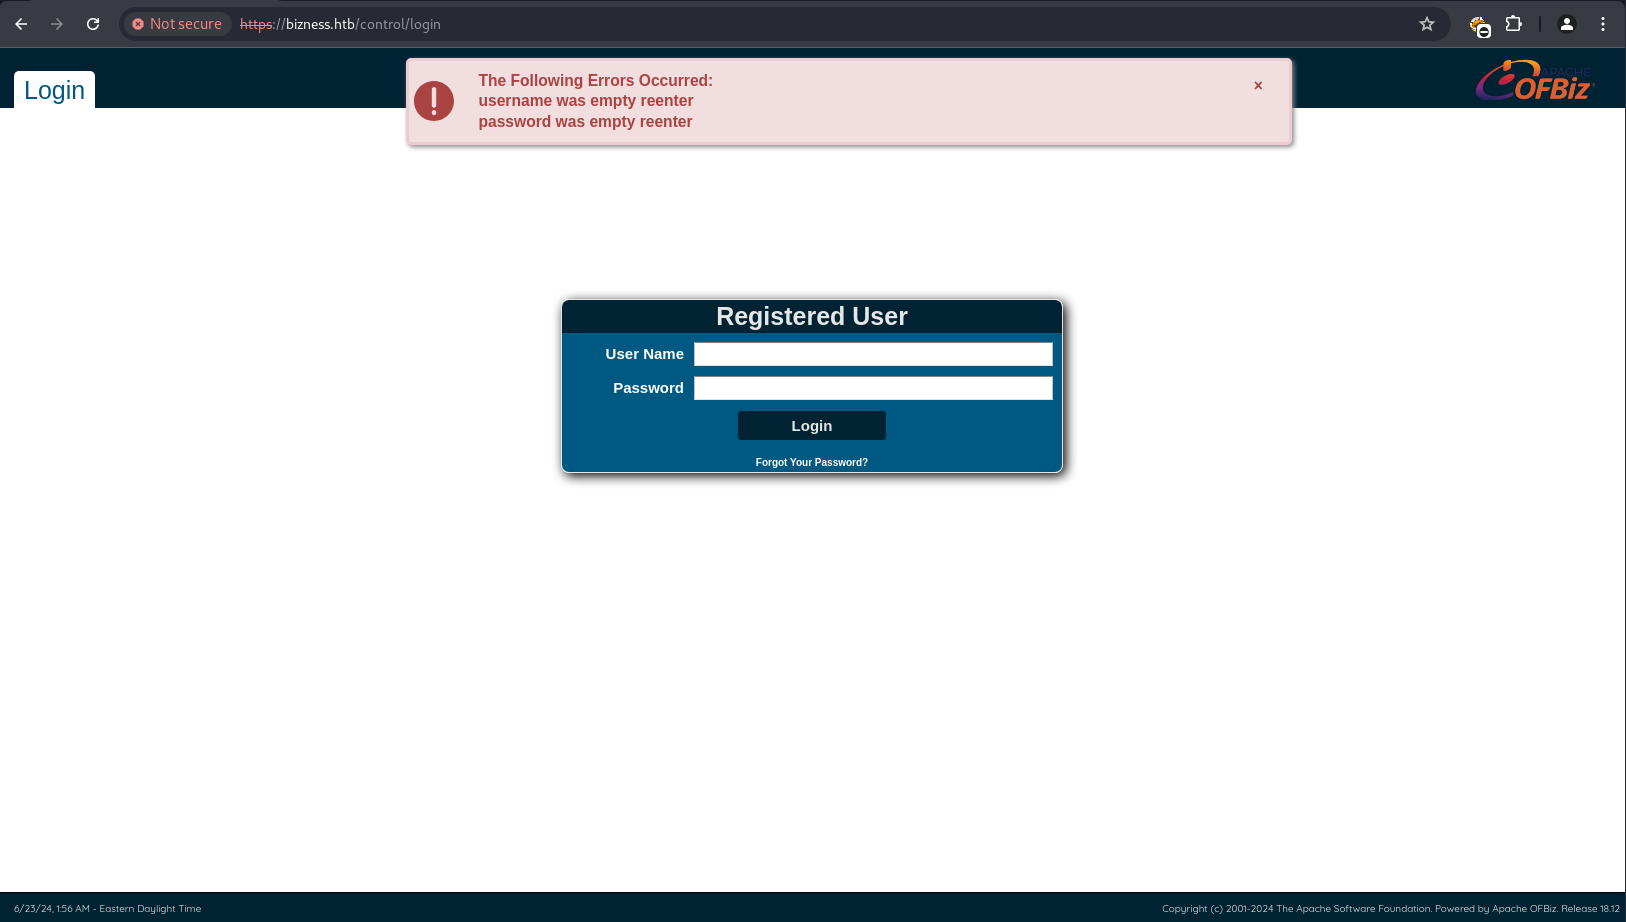 Not secure https://bizness.htb/control/login
Login
The Following Errors Occurred:
username was empty reenter
password was empty reenter
×
APACHE
OFBiz
Registered User
User Name
Password
Login
Forgot Your Password?
6/23/24, 1:56 AM - Eastern Daylight Time
Copyright (c) 2001-2024 The Apache Software Foundation. Powered by Apache OFBiz. Release 18.12